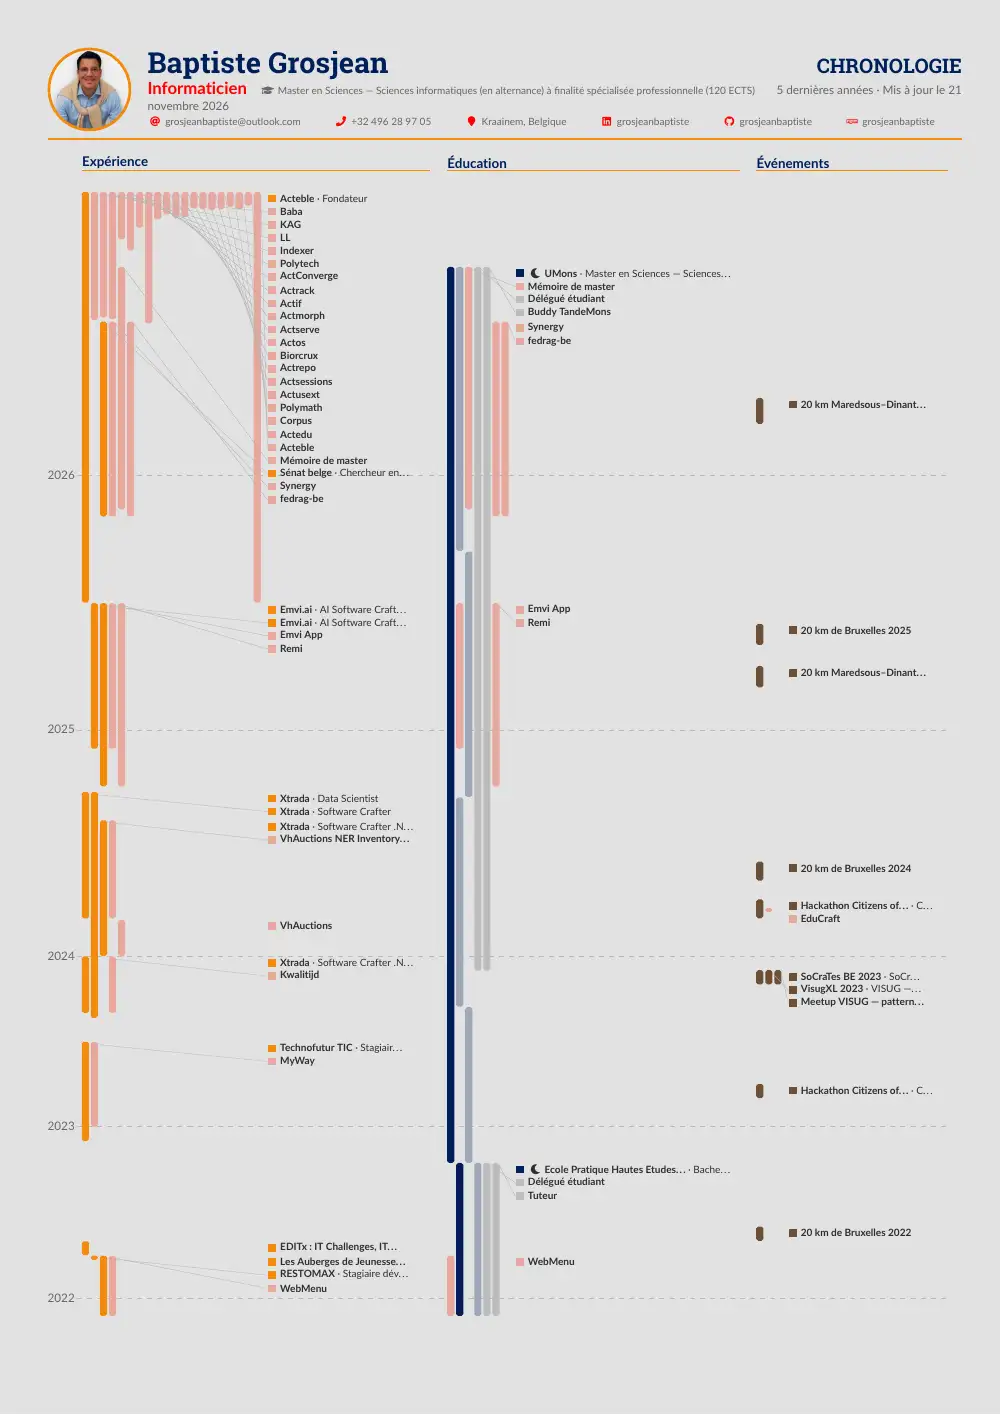 Baptiste Grosjean
CHRONOLOGIE
Informaticien
Master en Sciences — Sciences informatiques (en alternance) à finalité spécialisée professionnelle (120 ECTS)
5 dernières années · Mis à jour le 21
novembre 2026
grosjeanbaptiste@outlook.com
+32 496 28 97 05
Kraainem, Belgique
grosjeanbaptiste
grosjeanbaptiste
grosjeanbaptiste
Expérience
Acteble · Fondateur
Baba
KAG
LL
Indexer
Polytech
ActConverge
Actrack
Actif
Actmorph
Actserve
Actos
Biorcrux
Actrepo
Actsessions
Actusext
Polymath
Corpus
Actedu
Acteble
Mémoire de master
2026
Sénat belge · Chercheur en…
Synergy
fedrag-be
Emvi.ai · AI Software Craft…
Emvi.ai · AI Software Craft…
Emvi App
Remi
2025
Xtrada · Data Scientist
Xtrada · Software Crafter
Xtrada · Software Crafter .N…
VhAuctions NER Inventory…
VhAuctions
2024
Xtrada · Software Crafter .N…
Kwalitijd
Technofutur TIC · Stagiair…
MyWay
2023
EDITx : IT Challenges, IT…
Les Auberges de Jeunesse…
RESTOMAX · Stagiaire dév…
WebMenu
2022
Éducation
UMons · Master en Sciences — Sciences…
Mémoire de master
Délégué étudiant
Buddy TandeMons
Synergy
fedrag-be
Emvi App
Remi
Ecole Pratique Hautes Etudes… · Bache…
Délégué étudiant
Tuteur
WebMenu
Événements
20 km Maredsous–Dinant…
20 km de Bruxelles 2025
20 km Maredsous–Dinant…
20 km de Bruxelles 2024
Hackathon Citizens of… · C…
EduCraft
SoCraTes BE 2023 · SoCr…
VisugXL 2023 · VISUG —…
Meetup VISUG — pattern…
Hackathon Citizens of… · C…
20 km de Bruxelles 2022